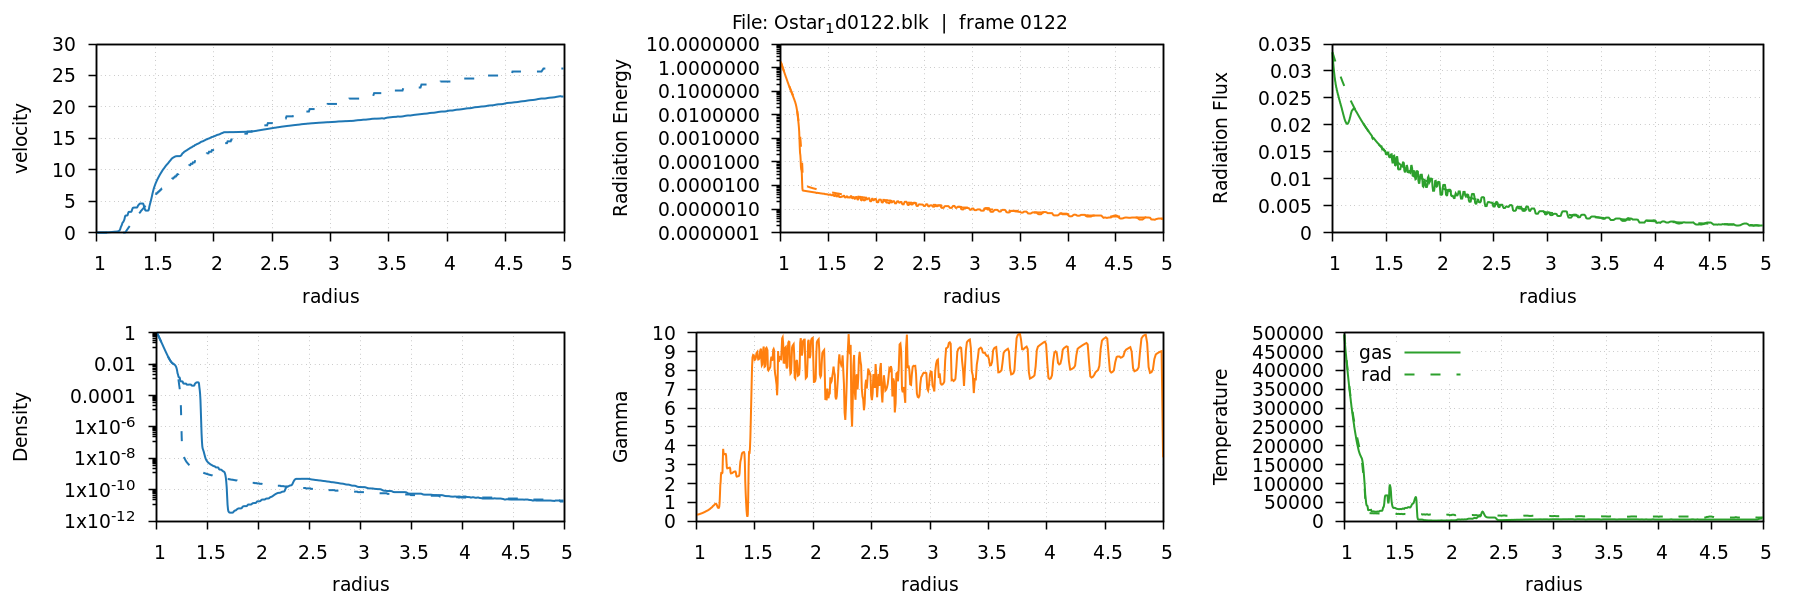 File: Ostar1d0122.blk | frame 0122
velocity
30
25
20
15
10
5
0
1 1.5 2 2.5 3 3.5 4 4.5 5
radius
Radiation Energy
10.0000000
1.0000000
0.1000000
0.0100000
0.0010000
0.0001000
0.0000100
0.0000010
0.0000001
1 1.5 2 2.5 3 3.5 4 4.5 5
radius
Radiation Flux
0.035
0.03
0.025
0.02
0.015
0.01
0.005
0
1 1.5 2 2.5 3 3.5 4 4.5 5
radius
Density
1
0.01
0.0001
1x10-6
1x10-8
1x10-10
1x10-12
1 1.5 2 2.5 3 3.5 4 4.5 5
radius
Gamma
10
9
8
7
6
5
4
3
2
1
0
1 1.5 2 2.5 3 3.5 4 4.5 5
radius
Temperature
500000
450000
400000
350000
300000
250000
200000
150000
100000
50000
0
gas
rad
1 1.5 2 2.5 3 3.5 4 4.5 5
radius